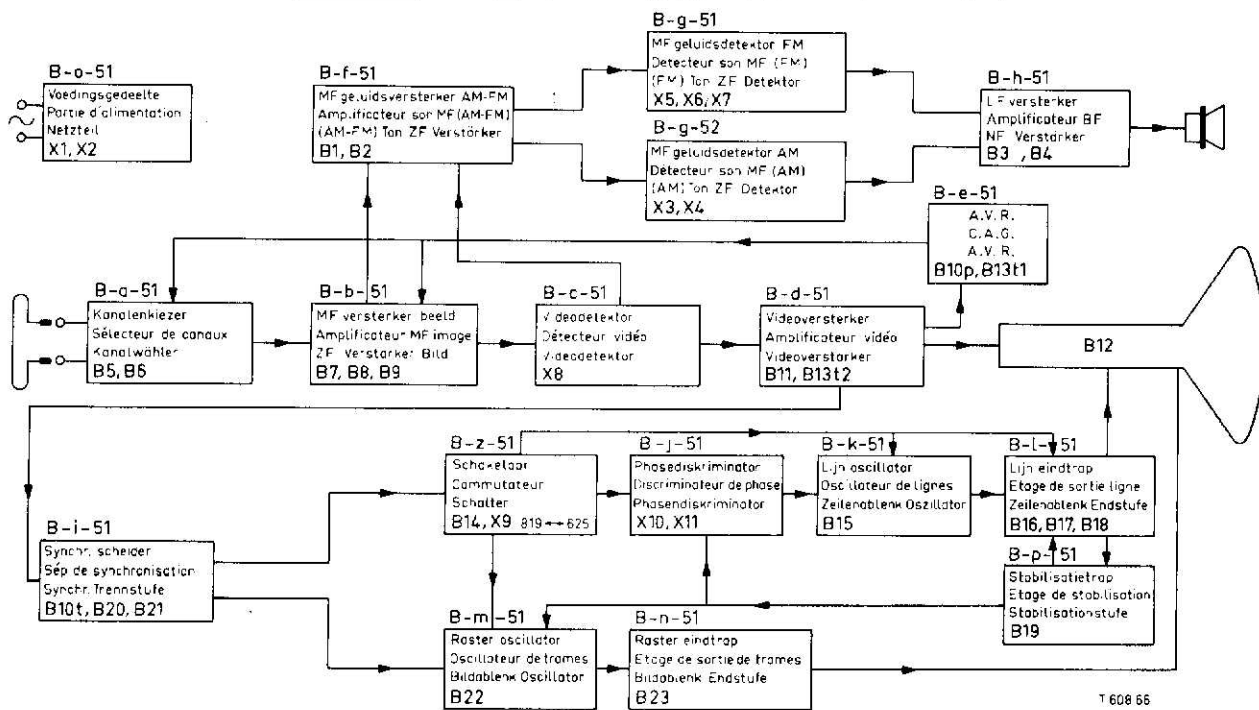 B-o-51
Voedingsgedeelte
Partie d'alimentation
Netzteil
X1, X2
B-f-51
MF geluidsversterker AM-FM
Amplificateur son MF (AM-FM)
(AM-FM) Ton ZF Verstärker
B1, B2
B-g-51
MF geluidsdetektor FM
Détecteur son MF (FM)
(FM) Ton ZF Detektor
X5, X6, X7
B-g-52
MF geluidsdetektor AM
Détecteur son MF (AM)
(AM) Ton ZF Detektor
X3, X4
B-h-51
LF versterker
Amplificateur BF
NF Verstärker
B3 , B4
B-e-51
A.V.R.
C.A.G.
A.V.R.
B10p, B13t1
B-a-51
Kanalenkiezer
Sélecteur de canaux
Kanalwähler
B5, B6
B-b-51
MF versterker beeld
Amplificateur MF image
ZF Verstärker Bild
B7, B8, B9
B-c-51
Videodetektor
Détecteur vidéo
Videodetektor
X8
B-d-51
Videoversterker
Amplificateur vidéo
Videoverstarker
B11, B13t2
B12
B-z-51
Schakelaar
Commutateur
Schalter
B14, X9 819 ↔ 625
B-j-51
Phasediskriminator
Discriminateur de phase
Phasendiskriminator
X10, X11
B-k-51
Lijn oscillator
Oscillateur de lignes
Zeilenablenk Oszillator
B15
B-l-51
Lijn eindtrap
Etage de sortie ligne
Zeilenablenk Endstufe
B16, B17, B18
B-i-51
Synchr. scheider
Sép de synchronisation
Synchr. Trennstufe
B10t, B20, B21
B-p-51
Stabilisatietrap
Etage de stabilisation
Stabilisationstufe
B19
B-m-51
Raster oscillator
Oscillateur de trames
Bildablenk Oscillator
B22
B-n-51
Raster eindtrap
Etage de sortie de trames
Bildablenk Endstufe
B23
T 608 66